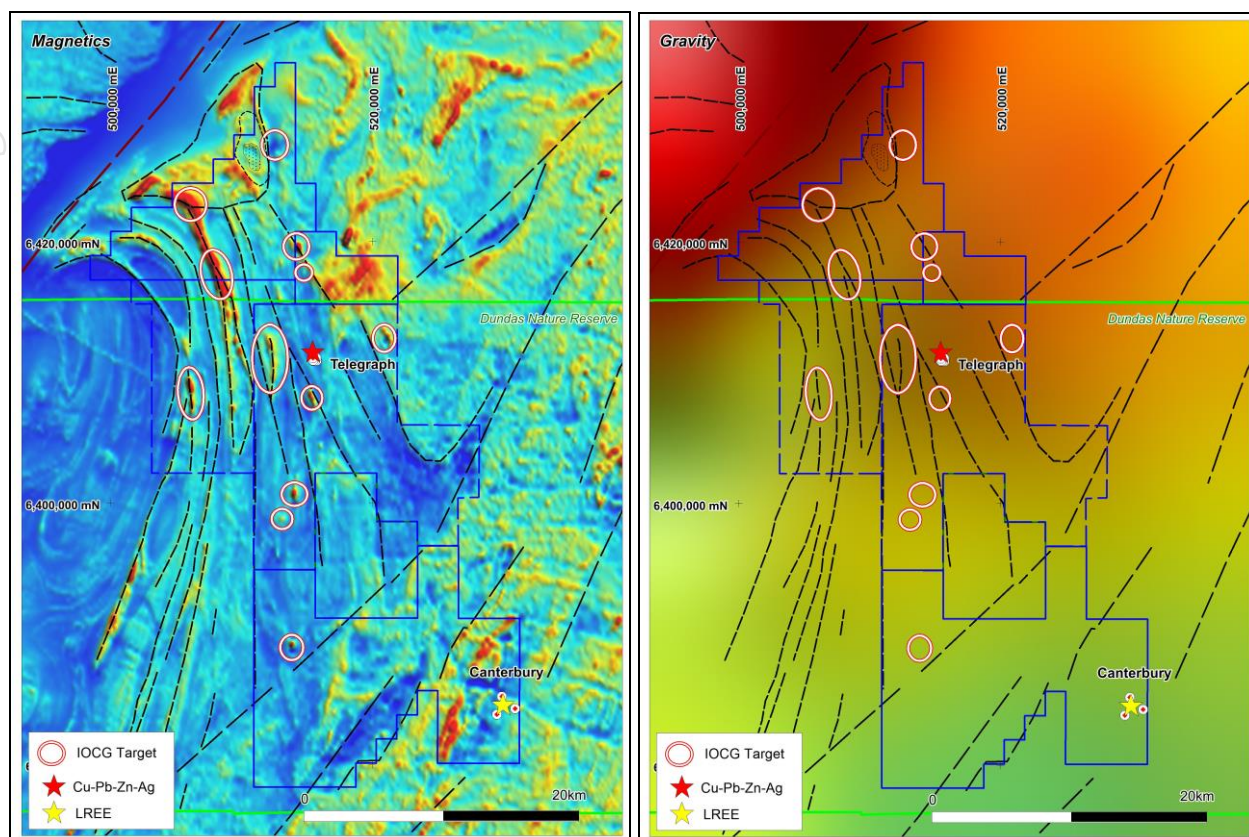 Magnetics
500,000 mE
520,000 mE
6,420,000 mN
Dundas Nature Reserve
Telegraph
6,400,000 mN
Canterbury
IOCG Target
Cu-Pb-Zn-Ag
LREE
0
20km
Gravity
500,000 mE
520,000 mE
6,420,000 mN
Dundas Nature Reserve
Telegraph
6,400,000 mN
Canterbury
IOCG Target
Cu-Pb-Zn-Ag
LREE
0
20km